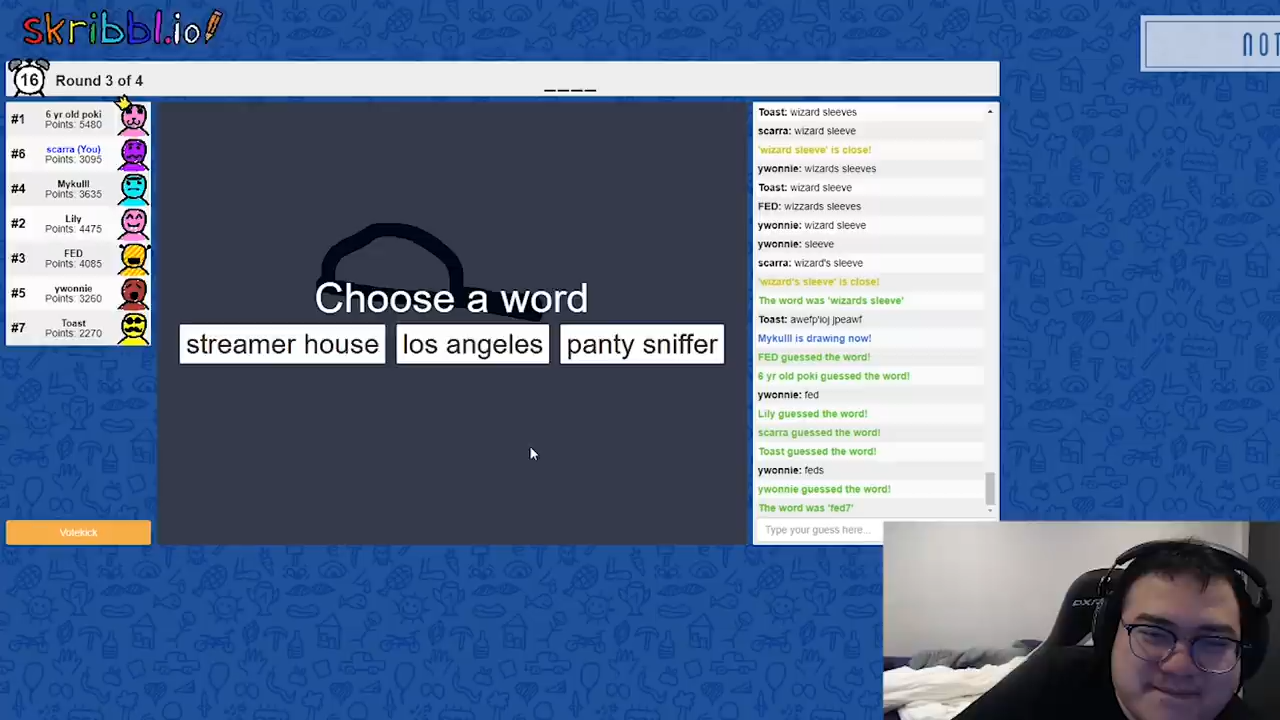 skribbl.io
NOT
16
Round 3 of 4
____
#1
6 yr old poki
Points: 5480
#6
scarra (You)
Points: 3095
#4
Mykulll
Points: 3635
#2
Lily
Points: 4475
#3
FED
Points: 4085
#5
ywonnie
Points: 3260
#7
Toast
Points: 2270
Votekick
Choose a word
streamer house
los angeles
panty sniffer
Toast: wizard sleeves
scarra: wizard sleeve
'wizard sleeve' is close!
ywonnie: wizards sleeves
Toast: wizard sleeve
FED: wizzards sleeves
ywonnie: wizard sleeve
ywonnie: sleeve
scarra: wizard's sleeve
'wizard's sleeve' is close!
The word was 'wizards sleeve'
Toast: awefp'ioj jpeawf
Mykulll is drawing now!
FED guessed the word!
6 yr old poki guessed the word!
ywonnie: fed
Lily guessed the word!
scarra guessed the word!
Toast guessed the word!
ywonnie: feds
ywonnie guessed the word!
The word was 'fed7'
Type your guess here...